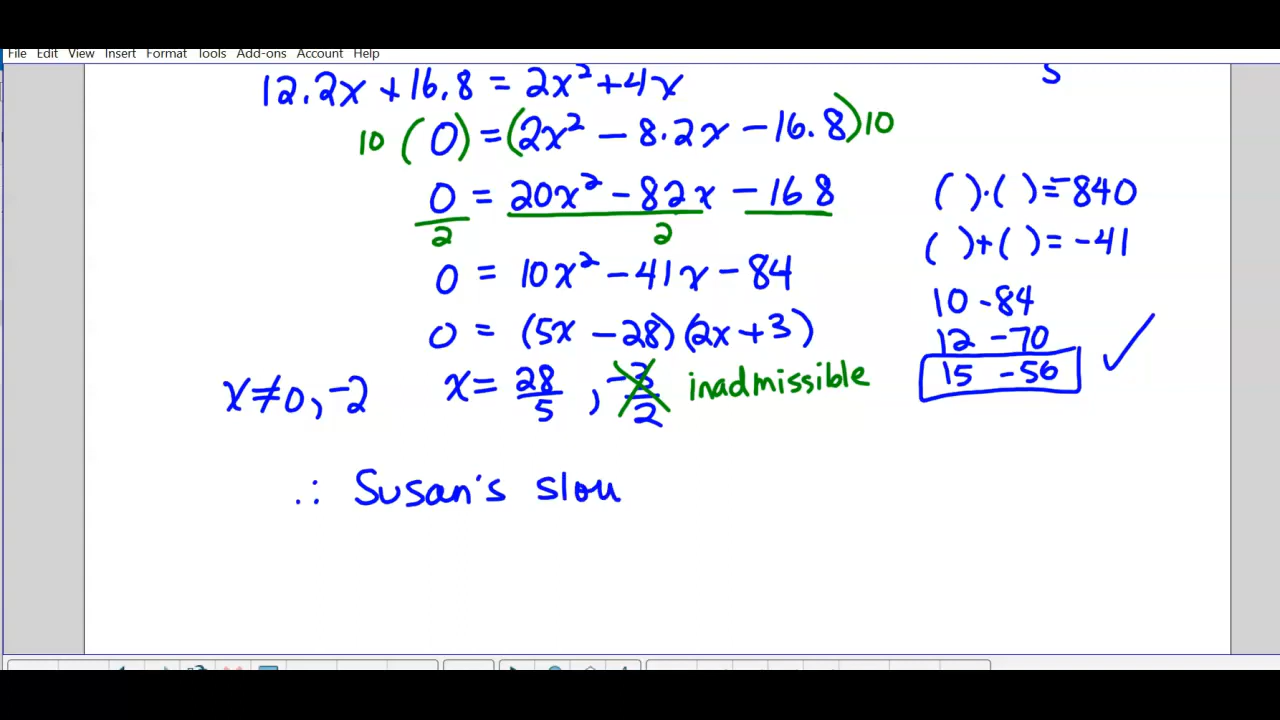 File Edit View Insert Format Tools Add-ons Account Help
12.2x + 16.8 = 2x² + 4x
5
10 ( 0 ) = (2x² - 8.2x - 16.8) 10
0 = 20x² - 82x - 168
2 2
0 = 10x² - 41x - 84
0 = (5x - 28)(2x + 3)
x ≠ 0, -2 x = 28/5, -3/2 inadmissible
( )·( ) = -840
( )+( ) = -41
10 -84
12 -70
15 -56 ✓
∴ Susan's slow